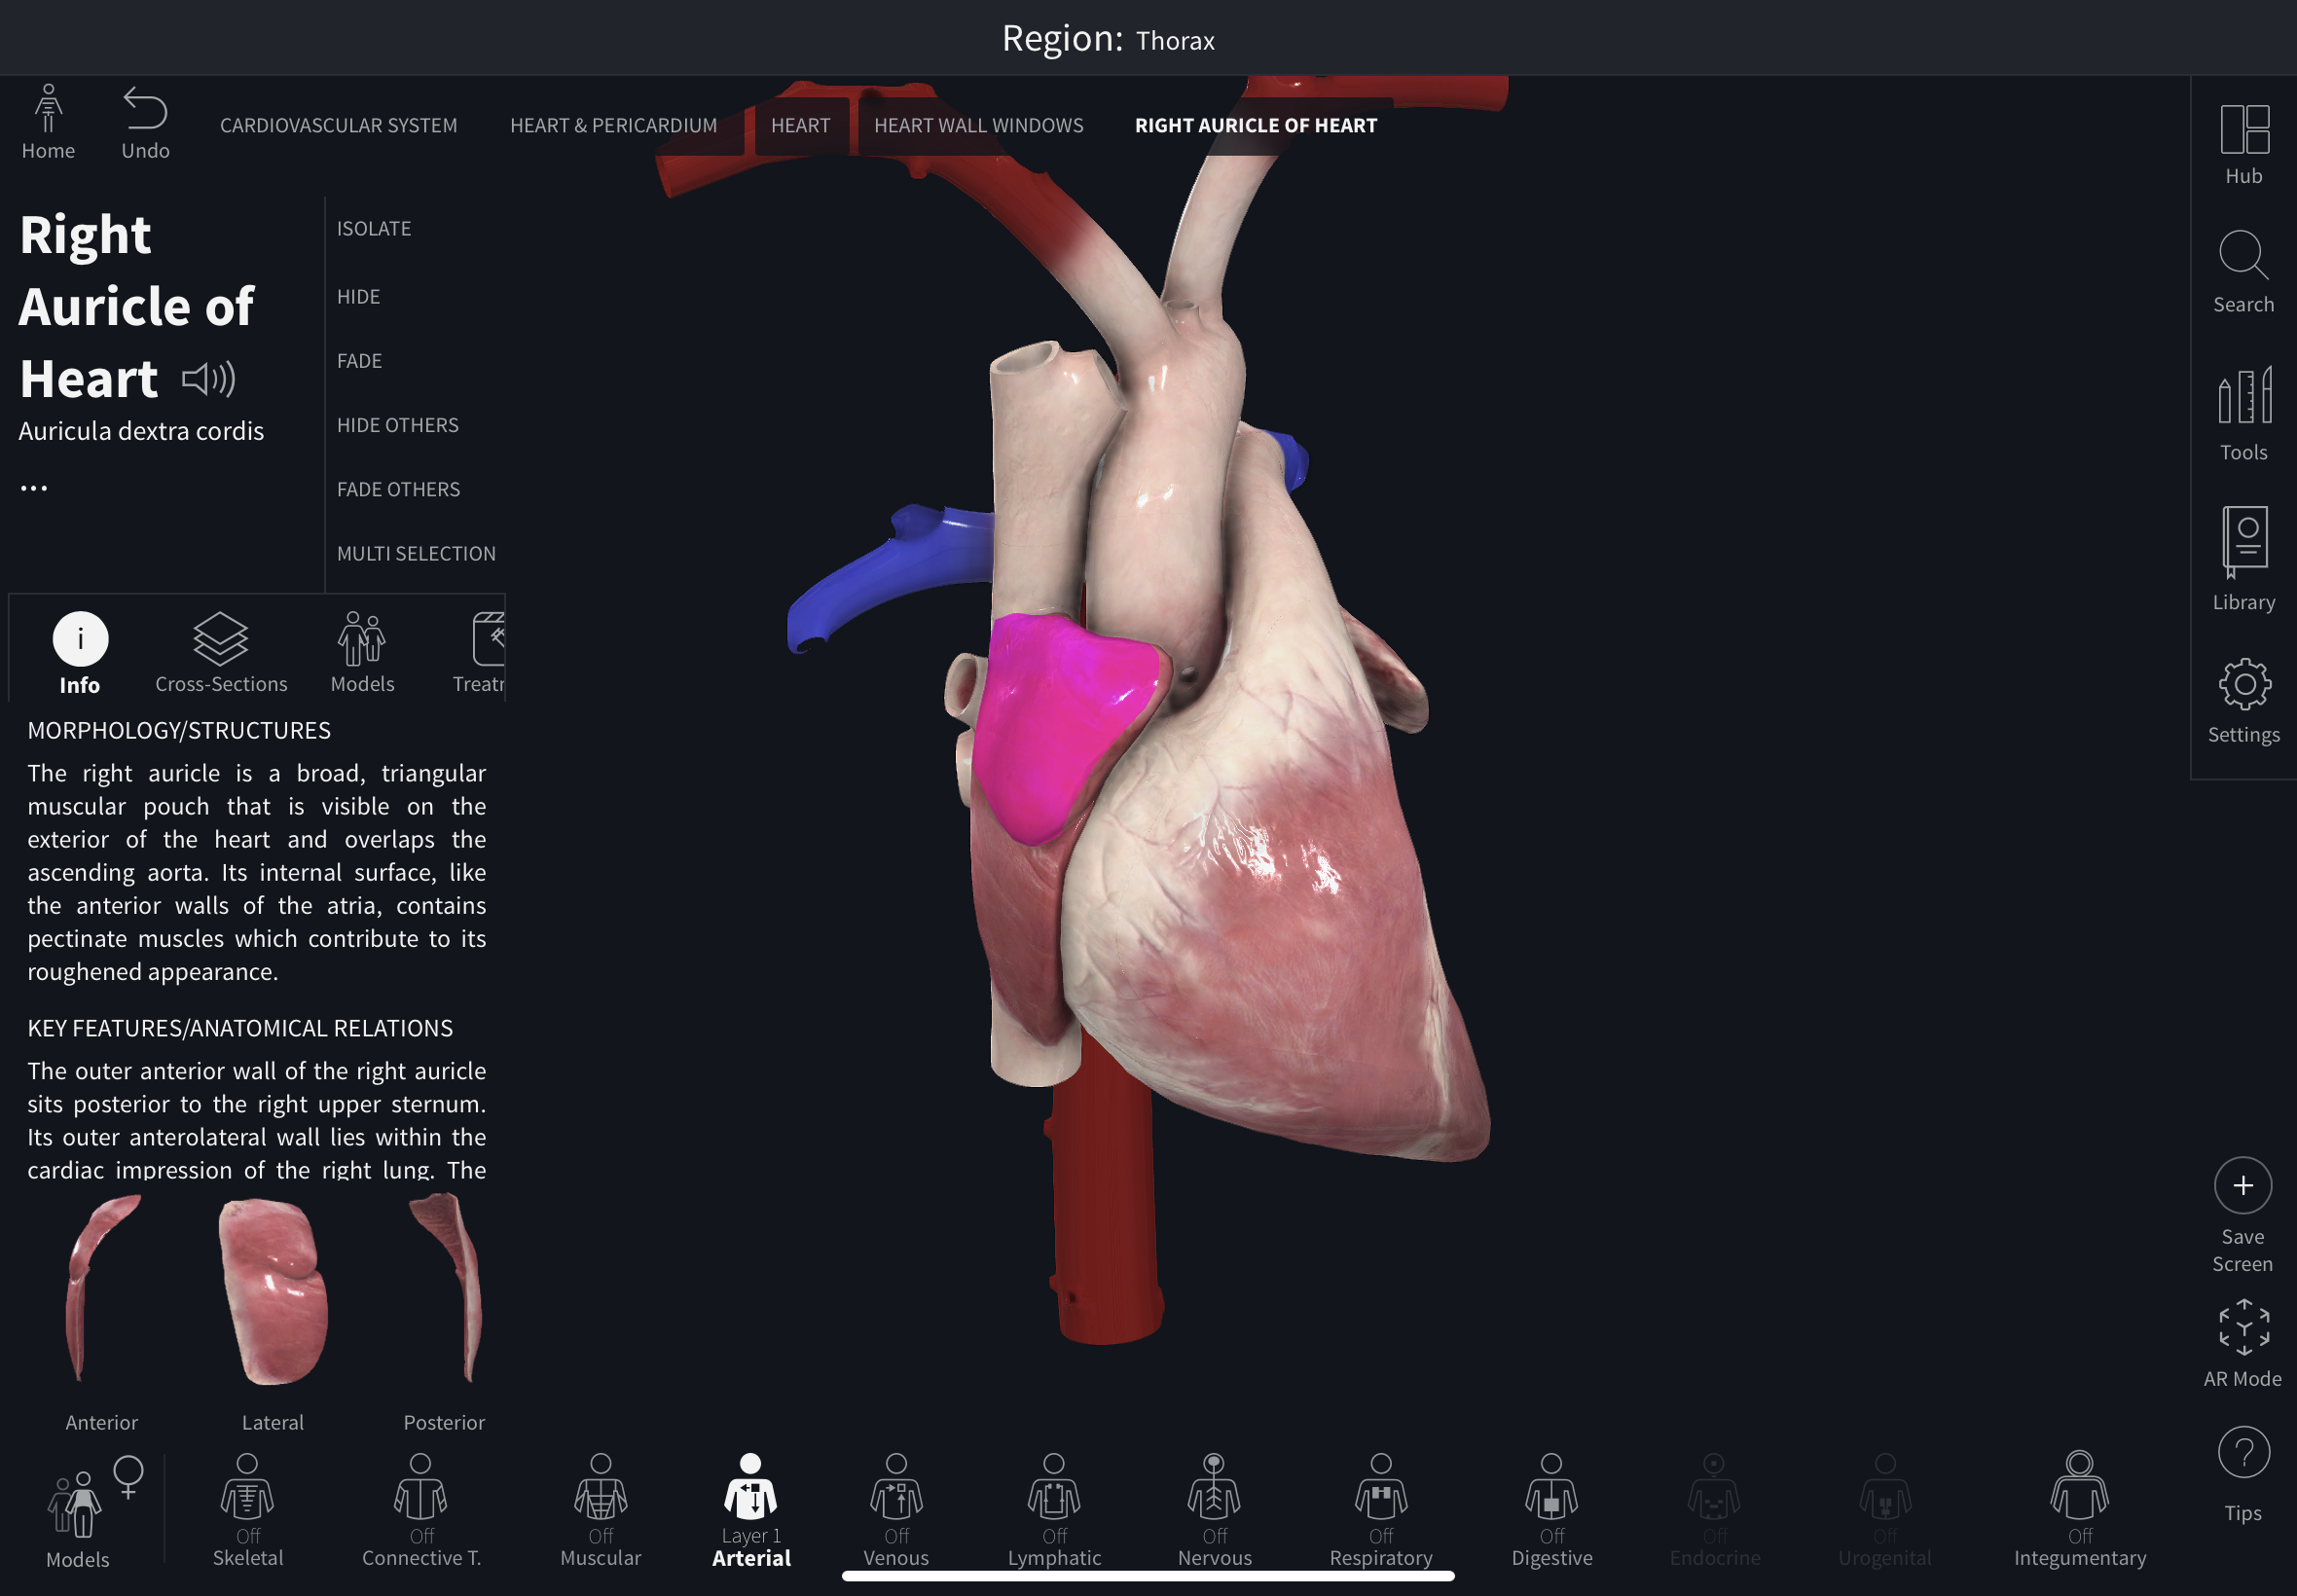 Region: Thorax
Home
Undo
CARDIOVASCULAR SYSTEM
HEART & PERICARDIUM
HEART
HEART WALL WINDOWS
RIGHT AURICLE OF HEART
Right
Auricle of
Heart
Auricula dextra cordis
...
ISOLATE
HIDE
FADE
HIDE OTHERS
FADE OTHERS
MULTI SELECTION
i
Info
Cross-Sections
Models
Treatr
MORPHOLOGY/STRUCTURES
The right auricle is a broad, triangular
muscular pouch that is visible on the
exterior of the heart and overlaps the
ascending aorta. Its internal surface, like
the anterior walls of the atria, contains
pectinate muscles which contribute to its
roughened appearance.
KEY FEATURES/ANATOMICAL RELATIONS
The outer anterior wall of the right auricle
sits posterior to the right upper sternum.
Its outer anterolateral wall lies within the
cardiac impression of the right lung. The
Anterior
Lateral
Posterior
Hub
Search
Tools
Library
Settings
+
Save
Screen
AR Mode
?
Tips
Models
Off
Skeletal
Off
Connective T.
Off
Muscular
Layer 1
Arterial
Off
Venous
Off
Lymphatic
Off
Nervous
Off
Respiratory
Off
Digestive
Off
Endocrine
Off
Urogenital
Off
Integumentary